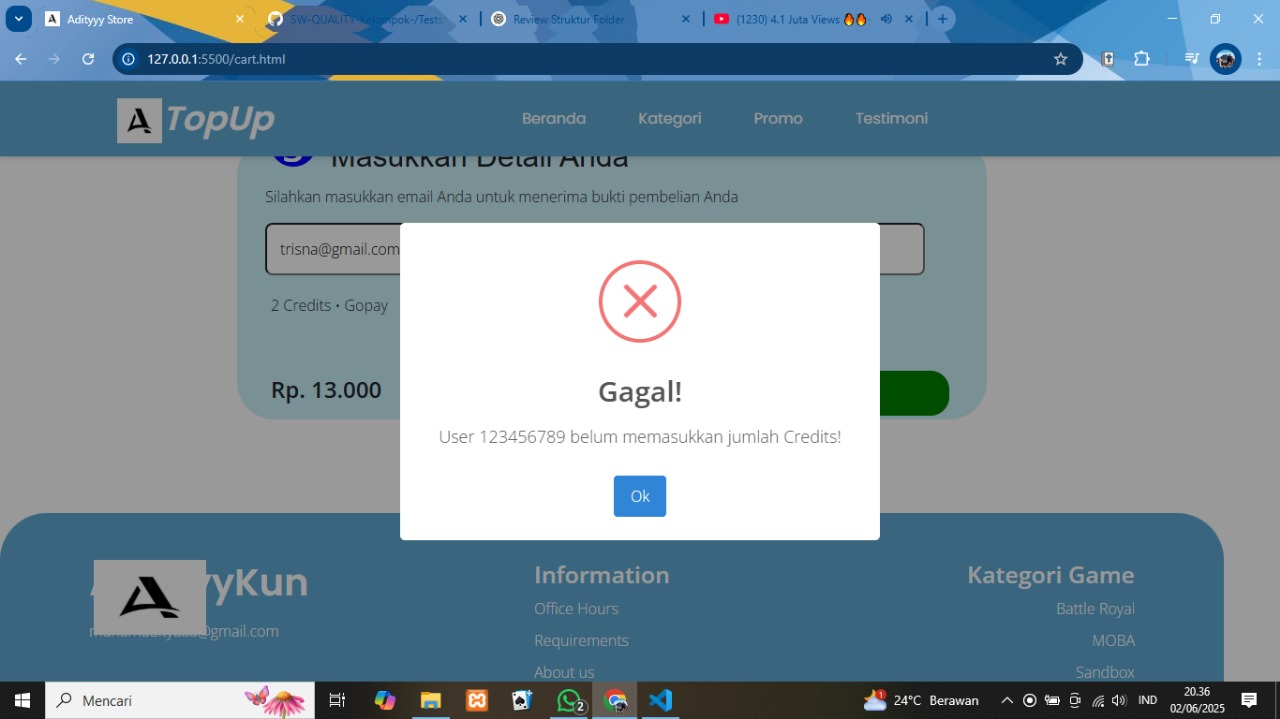 Adityyy Store
SW-QUALITY-Kelompok-/Tests
Review Struktur Folder
(1230) 4.1 Juta Views 🔥🔥
127.0.0.1:5500/cart.html
TopUp
Beranda
Kategori
Promo
Testimoni
Masukkan Detail Anda
Silahkan masukkan email Anda untuk menerima bukti pembelian Anda
trisna@gmail.com
2 Credits • Gopay
Rp. 13.000
Gagal!
User 123456789 belum memasukkan jumlah Credits!
Ok
yyKun
@gmail.com
Information
Office Hours
Requirements
About us
Kategori Game
Battle Royal
MOBA
Sandbox
Mencari
2
1
24°C Berawan
IND
20.36
02/06/2025